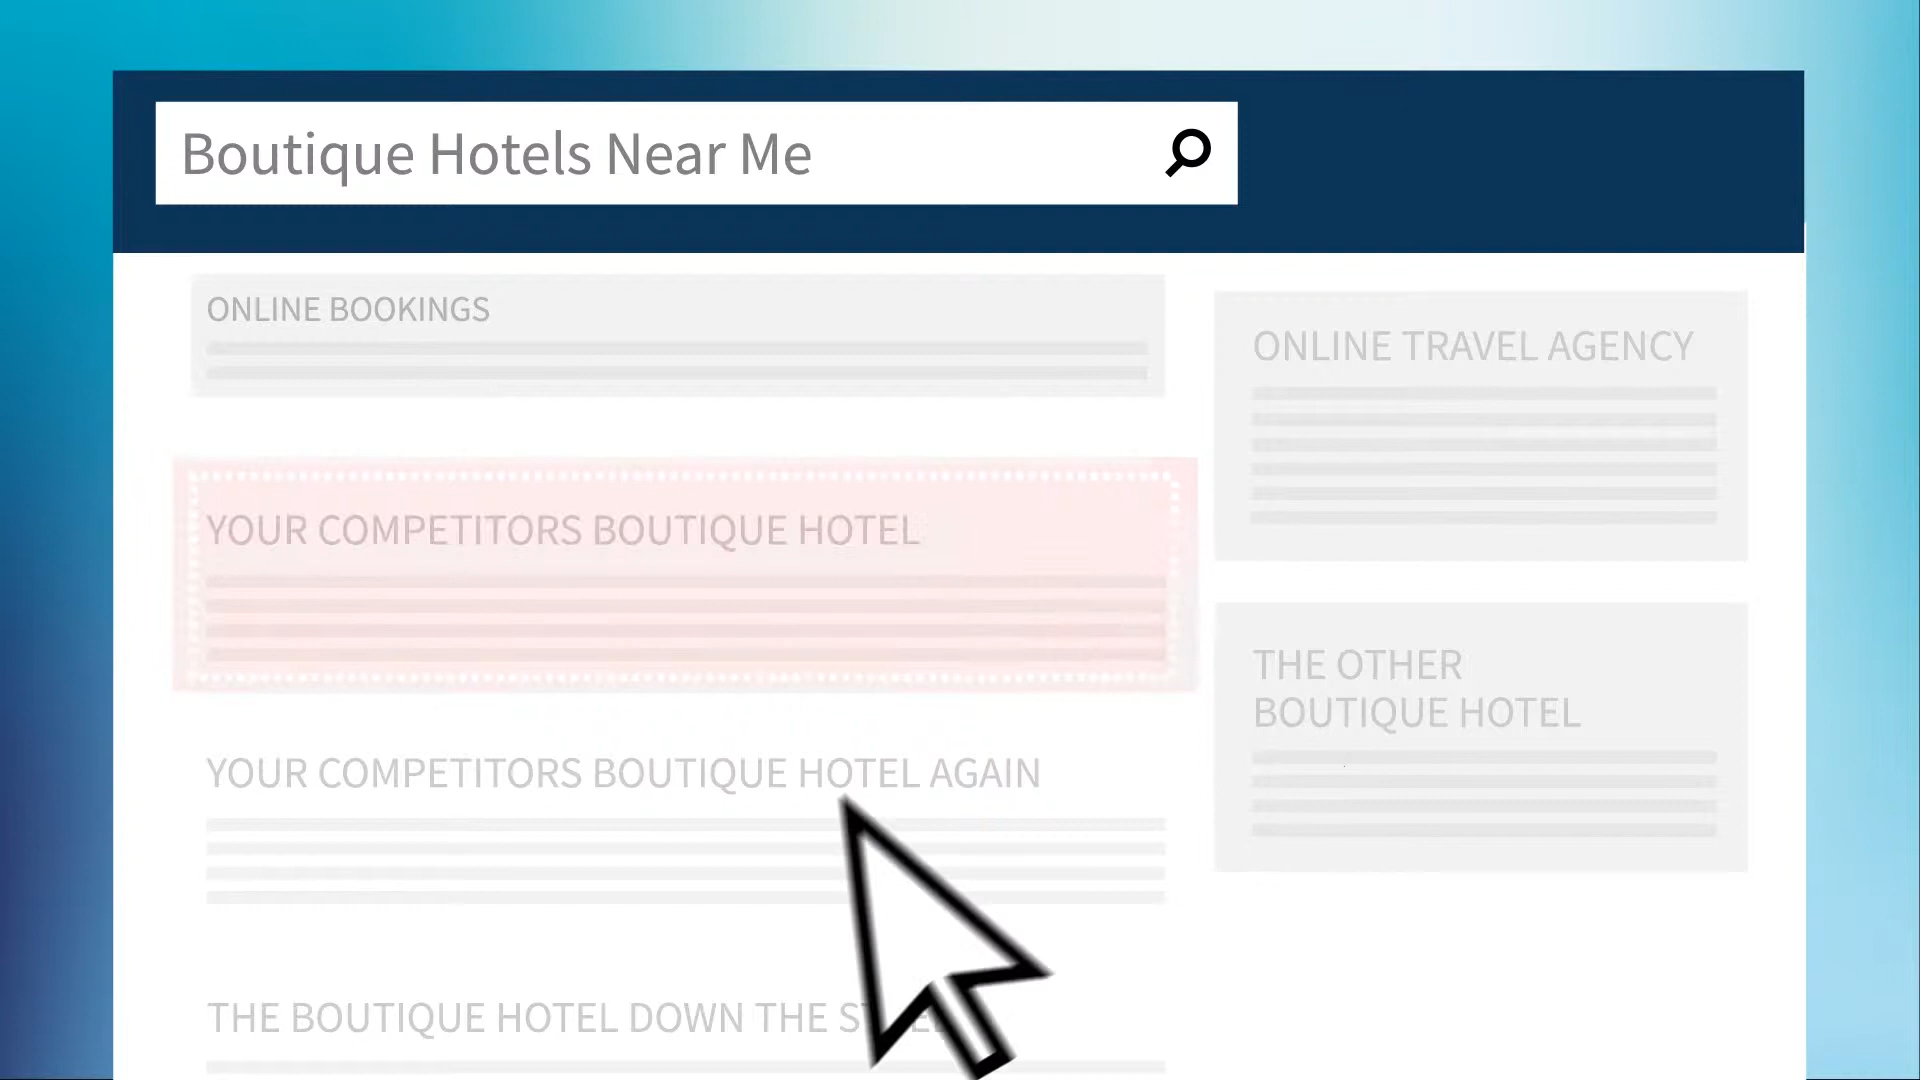 Boutique Hotels Near Me
ONLINE BOOKINGS
YOUR COMPETITORS BOUTIQUE HOTEL
YOUR COMPETITORS BOUTIQUE HOTEL AGAIN
THE BOUTIQUE HOTEL DOWN THE
ONLINE TRAVEL AGENCY
THE OTHER
BOUTIQUE HOTEL